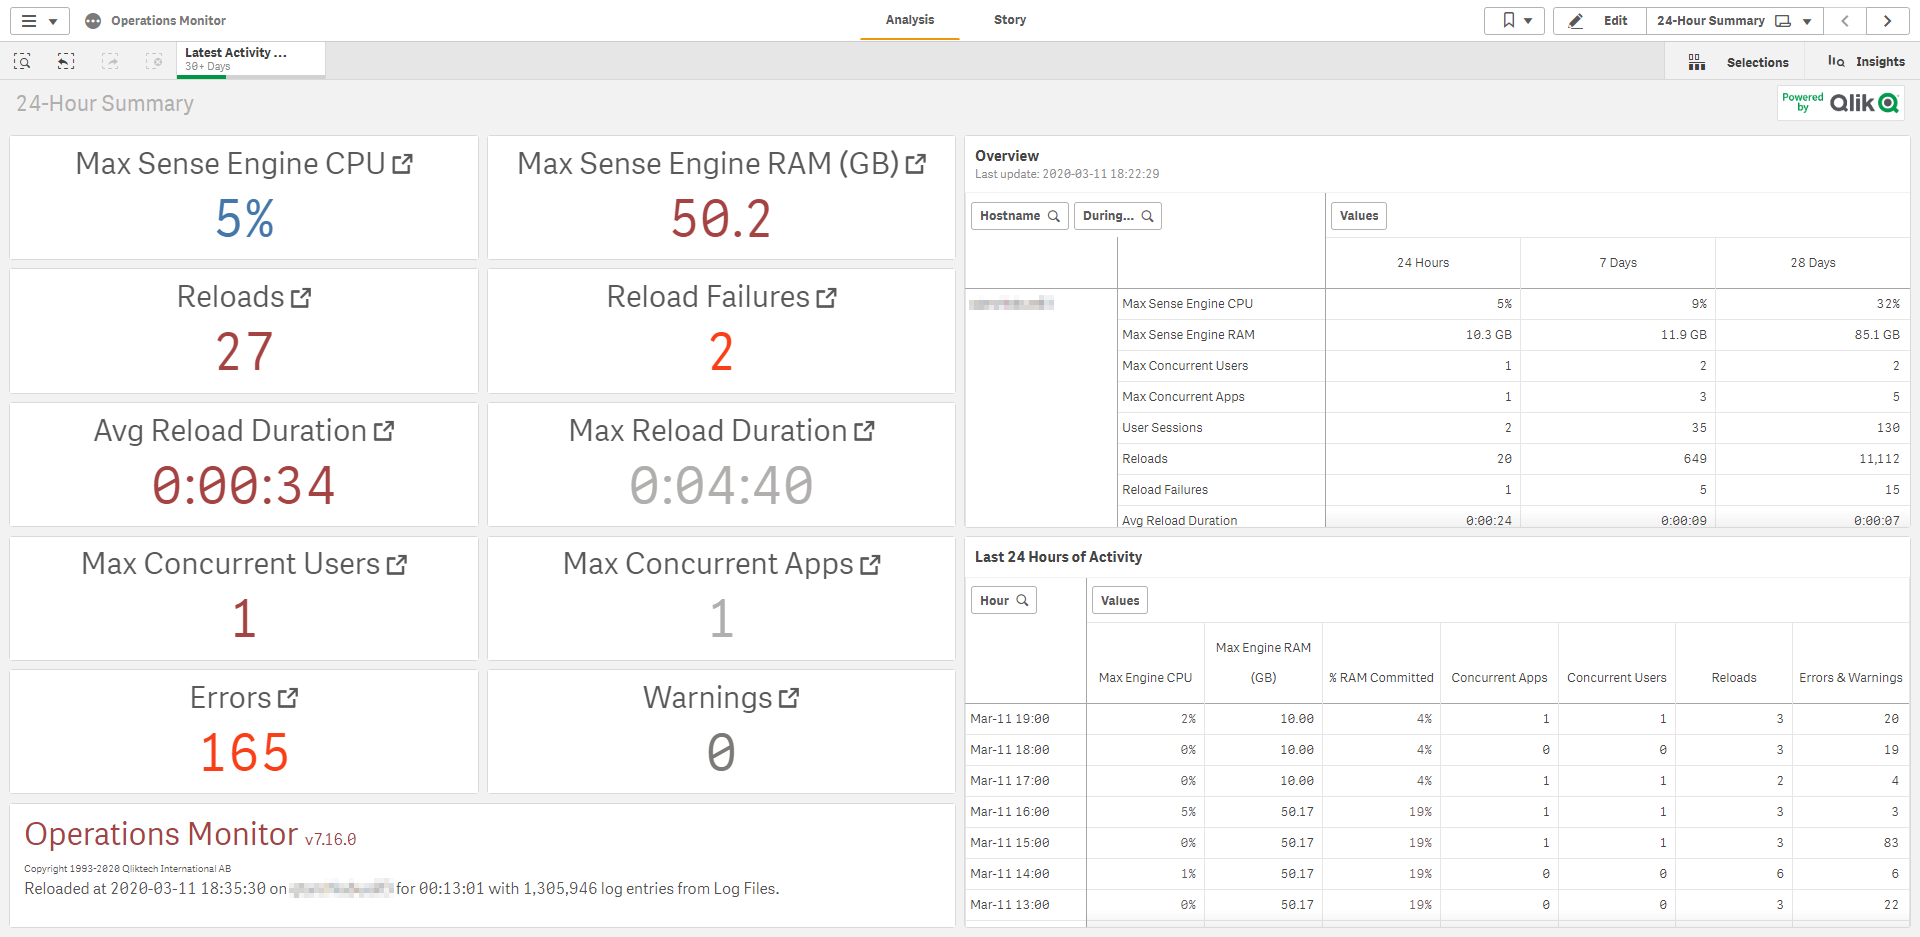 Operations Monitor
Analysis
Story
Edit
24-Hour Summary
Latest Activity ...
30+ Days
Selections
Insights
24-Hour Summary
Powered by Qlik
Max Sense Engine CPU
5%
Max Sense Engine RAM (GB)
50.2
Reloads
27
Reload Failures
2
Avg Reload Duration
0:00:34
Max Reload Duration
0:04:40
Max Concurrent Users
1
Max Concurrent Apps
1
Errors
165
Warnings
0
Operations Monitor v7.16.0
Copyright 1993-2020 Qliktech International AB
Reloaded at 2020-03-11 18:35:30 on for 00:13:01 with 1,305,946 log entries from Log Files.
Overview
Last update: 2020-03-11 18:22:29
Hostname During... Values
24 Hours 7 Days 28 Days
Max Sense Engine CPU 5% 9% 32%
Max Sense Engine RAM 10.3 GB 11.9 GB 85.1 GB
Max Concurrent Users 1 2 2
Max Concurrent Apps 1 3 5
User Sessions 2 35 130
Reloads 20 649 11,112
Reload Failures 1 5 15
Avg Reload Duration 0:00:24 0:00:09 0:00:07
Last 24 Hours of Activity
Hour Values
Max Engine CPU Max Engine RAM (GB) % RAM Committed Concurrent Apps Concurrent Users Reloads Errors & Warnings
Mar-11 19:00 2% 10.00 4% 1 1 3 20
Mar-11 18:00 0% 10.00 4% 0 0 3 19
Mar-11 17:00 0% 10.00 4% 1 1 2 4
Mar-11 16:00 5% 50.17 19% 1 1 3 3
Mar-11 15:00 0% 50.17 19% 1 1 3 83
Mar-11 14:00 1% 50.17 19% 0 0 6 6
Mar-11 13:00 0% 50.17 19% 0 0 3 22